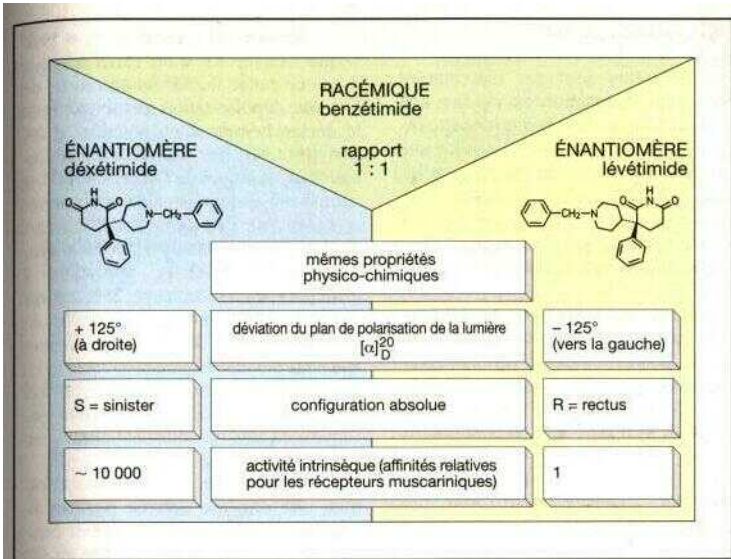 RACÉMIQUE
benzétimide
rapport
1 : 1
ÉNANTIOMÈRE
déxétimide
ÉNANTIOMÈRE
lévétimide
H
O N O
N–CH₂
H
O N O
CH₂–N
mêmes propriétés
physico-chimiques
+ 125°
(à droite)
déviation du plan de polarisation de la lumière
[α]20D
– 125°
(vers la gauche)
S = sinister
configuration absolue
R = rectus
~ 10 000
activité intrinsèque (affinités relatives
pour les récepteurs muscariniques)
1